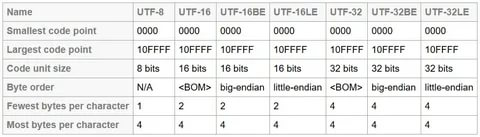 Name UTF-8 UTF-16 UTF-16BE UTF-16LE UTF-32 UTF-32BE UTF-32LE
Smallest code point 0000 0000 0000 0000 0000 0000 0000
Largest code point 10FFFF 10FFFF 10FFFF 10FFFF 10FFFF 10FFFF 10FFFF
Code unit size 8 bits 16 bits 16 bits 16 bits 32 bits 32 bits 32 bits
Byte order N/A <BOM> big-endian little-endian <BOM> big-endian little-endian
Fewest bytes per character 1 2 2 2 4 4 4
Most bytes per character 4 4 4 4 4 4 4